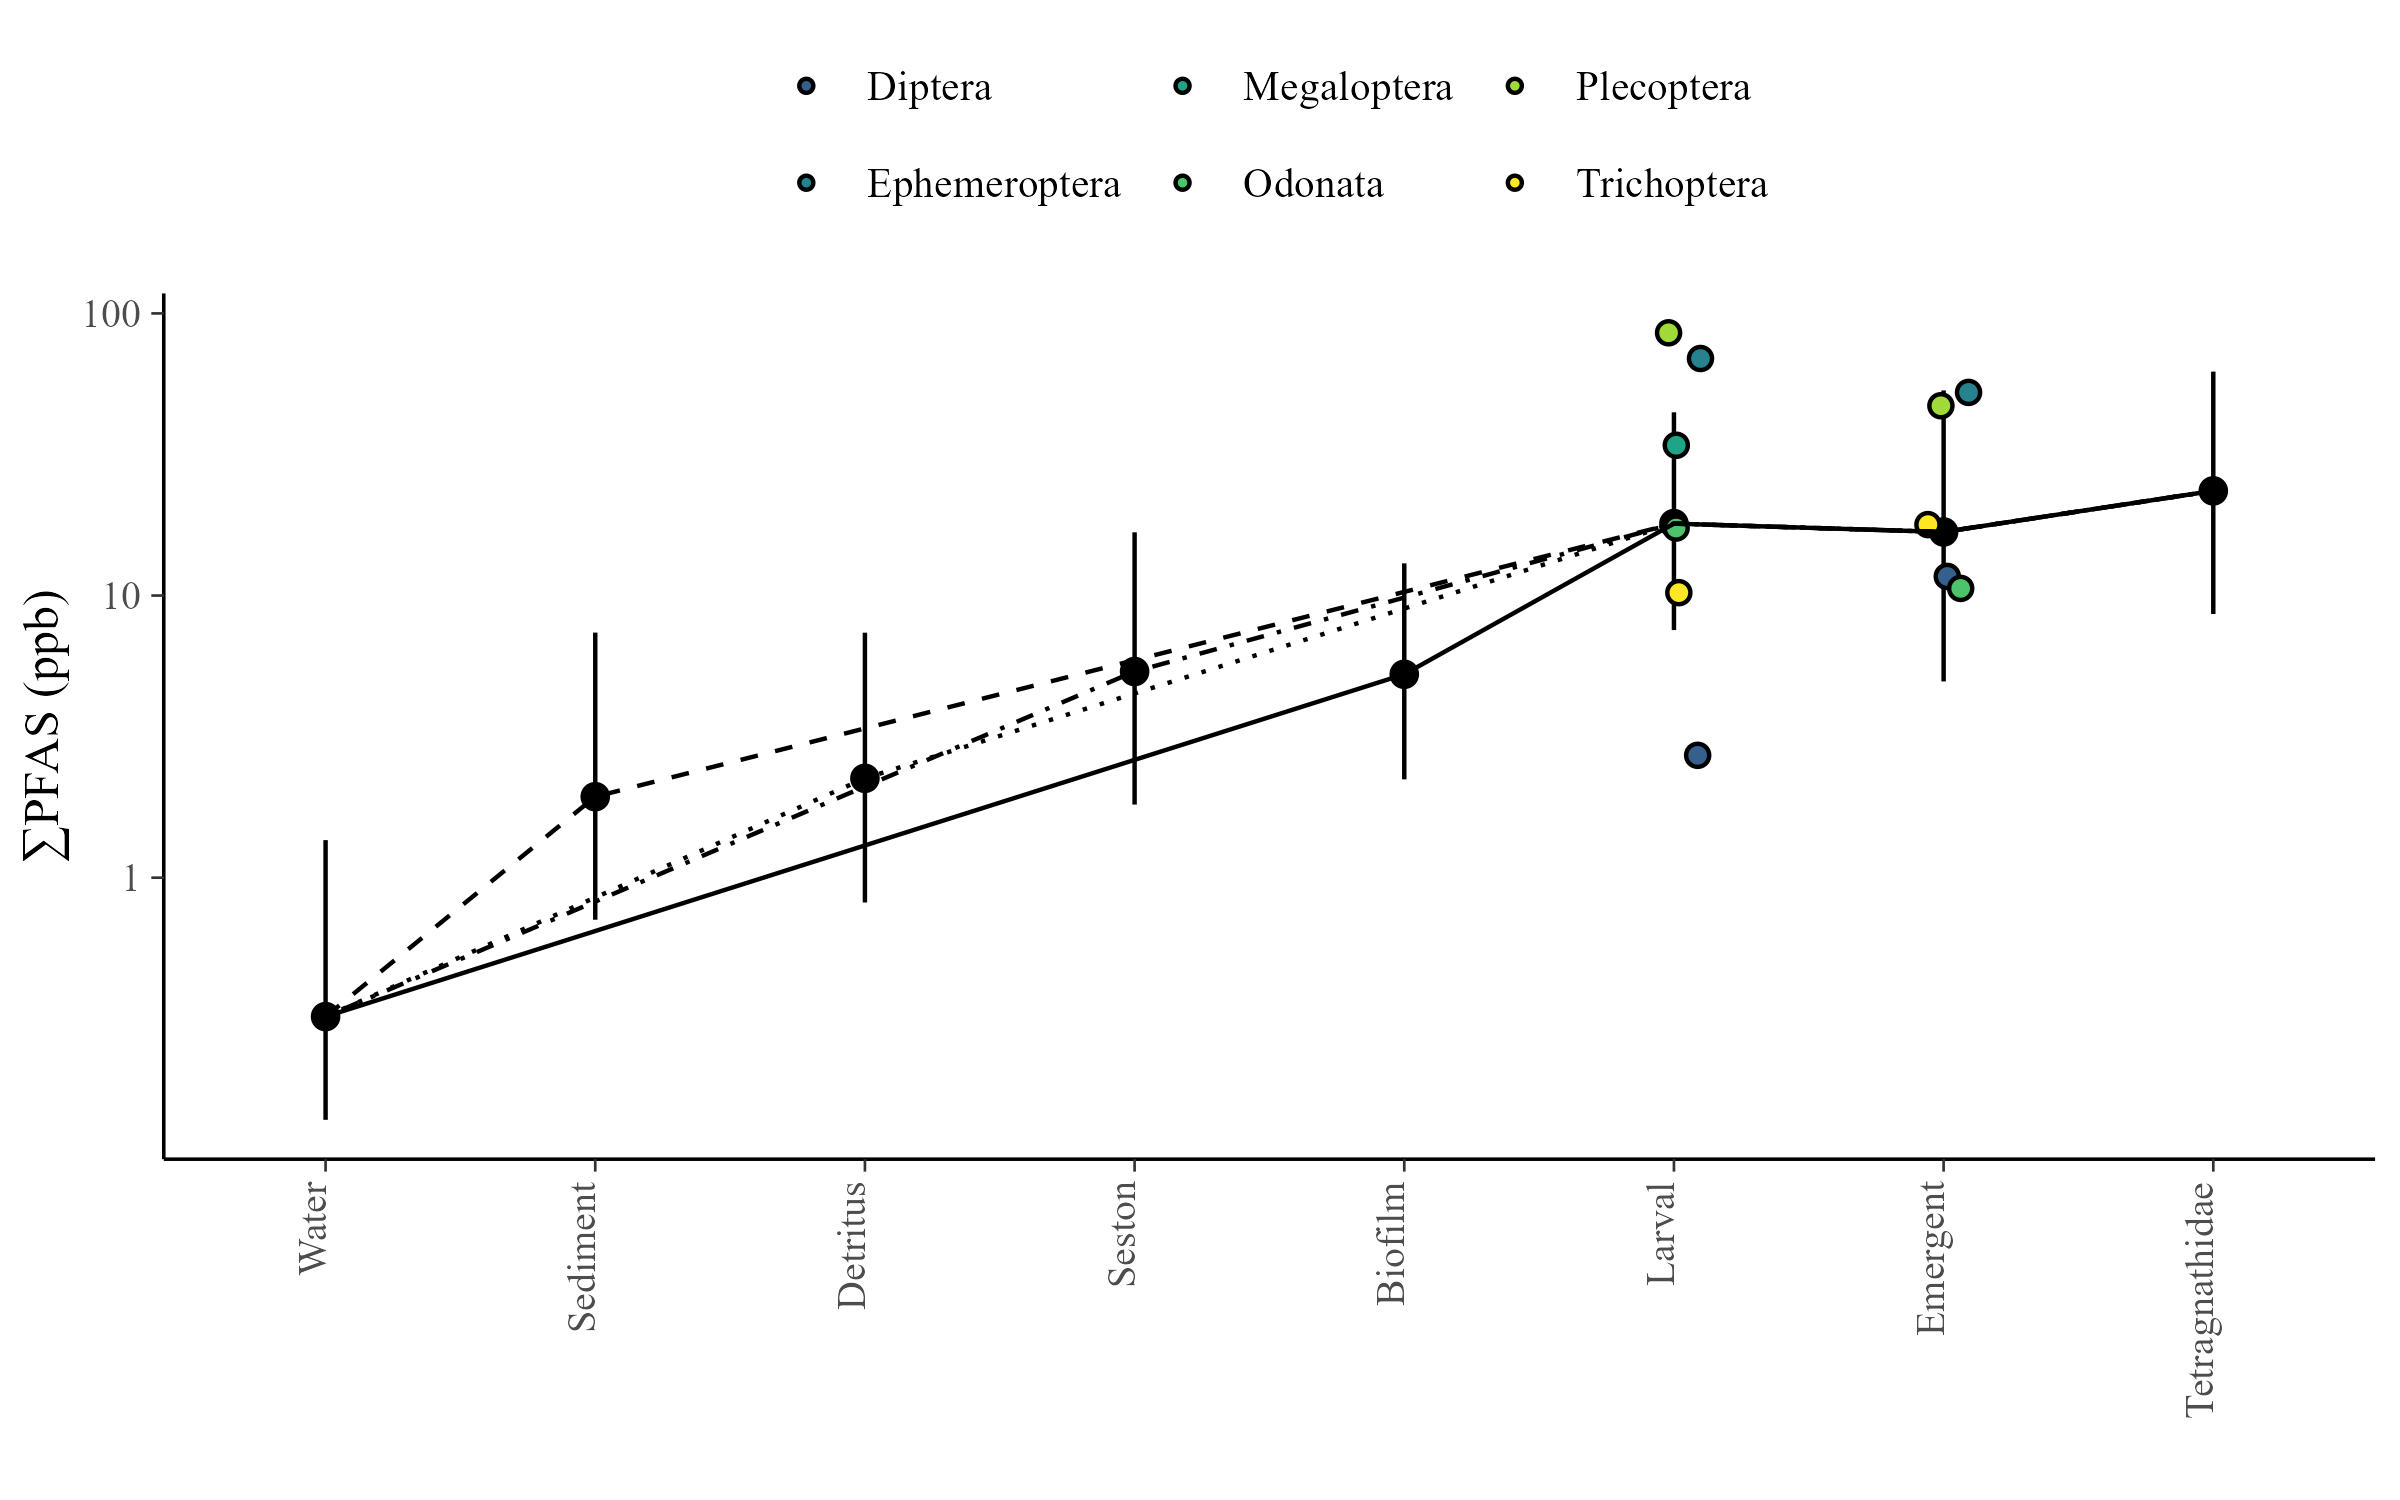 Diptera Megaloptera Plecoptera
Ephemeroptera Odonata Trichoptera
100
10
1
∑PFAS (ppb)
Water
Sediment
Detritus
Seston
Biofilm
Larval
Emergent
Tetragnathidae